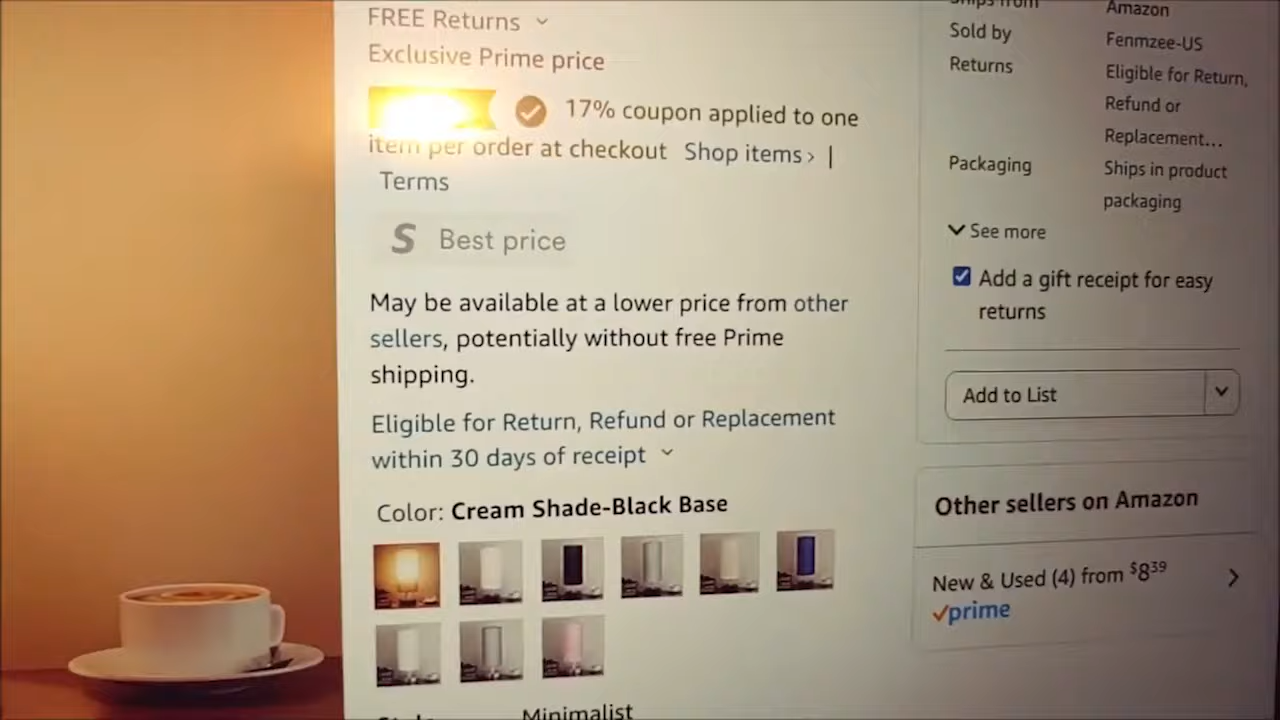 FREE Returns
Exclusive Prime price
17% coupon applied to one
item per order at checkout Shop items › |
Terms
S Best price
May be available at a lower price from other
sellers, potentially without free Prime
shipping.
Eligible for Return, Refund or Replacement
within 30 days of receipt
Color: Cream Shade-Black Base
Minimalist
Ships from Amazon
Sold by Fenmzee-US
Returns Eligible for Return,
Refund or
Replacement...
Packaging Ships in product
packaging
See more
Add a gift receipt for easy
returns
Add to List
Other sellers on Amazon
New & Used (4) from $839
prime